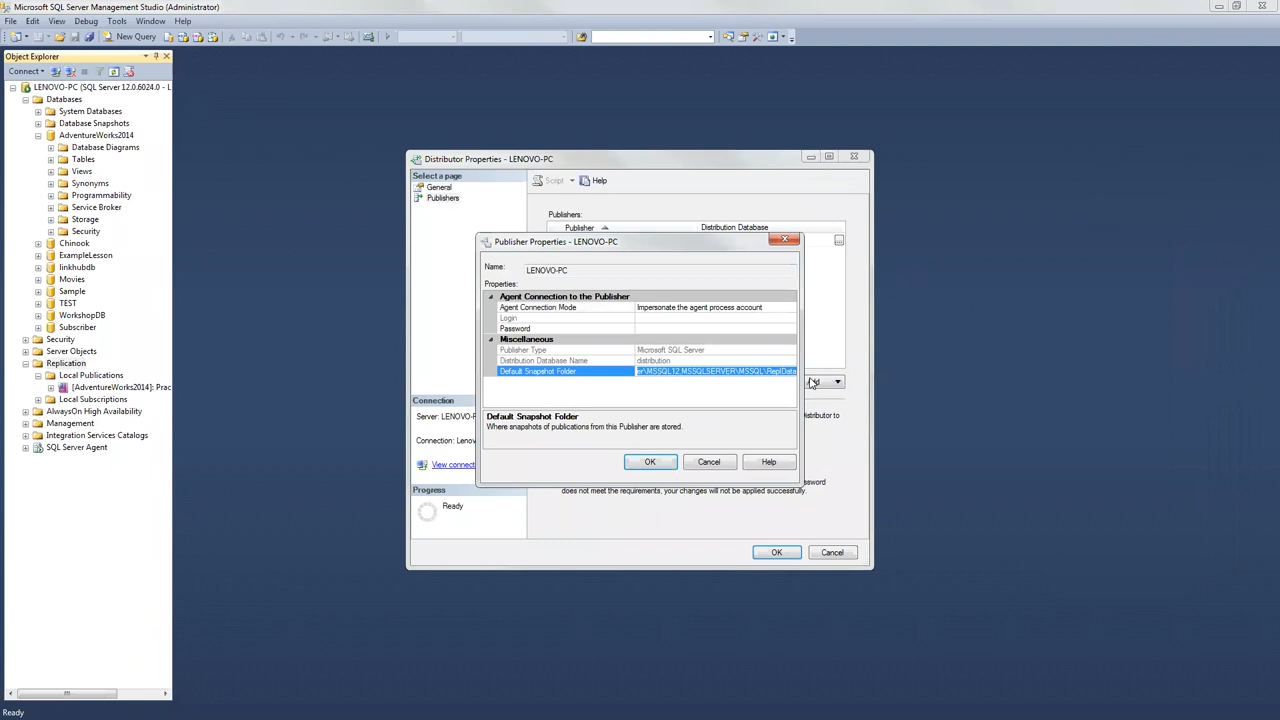 Microsoft SQL Server Management Studio (Administrator)
File Edit View Debug Tools Window Help
New Query
Object Explorer
Connect
LENOVO-PC (SQL Server 12.0.6024.0 - L
Databases
System Databases
Database Snapshots
AdventureWorks2014
Database Diagrams
Tables
Views
Synonyms
Programmability
Service Broker
Storage
Security
Chinook
ExampleLesson
linkhubdb
Movies
Sample
TEST
WorkshopDB
Subscriber
Security
Server Objects
Replication
Local Publications
[AdventureWorks2014]: Prac
Local Subscriptions
AlwaysOn High Availability
Management
Integration Services Catalogs
SQL Server Agent
Ready
Distributor Properties - LENOVO-PC
Select a page
General
Publishers
Script Help
Publishers:
Publisher Distribution Database
Connection
Server: LENOVO-P
Connection: Lenov
View connect
Progress
Ready
Distributor to
does not meet the requirements, your changes will not be applied successfully.
OK Cancel
Publisher Properties - LENOVO-PC
Name: LENOVO-PC
Properties:
Agent Connection to the Publisher
Agent Connection Mode Impersonate the agent process account
Login
Password
Miscellaneous
Publisher Type Microsoft SQL Server
Distribution Database Name distribution
Default Snapshot Folder er\MSSQL12.MSSQLSERVER\MSSQL\ReplData
Default Snapshot Folder
Where snapshots of publications from this Publisher are stored.
OK Cancel Help